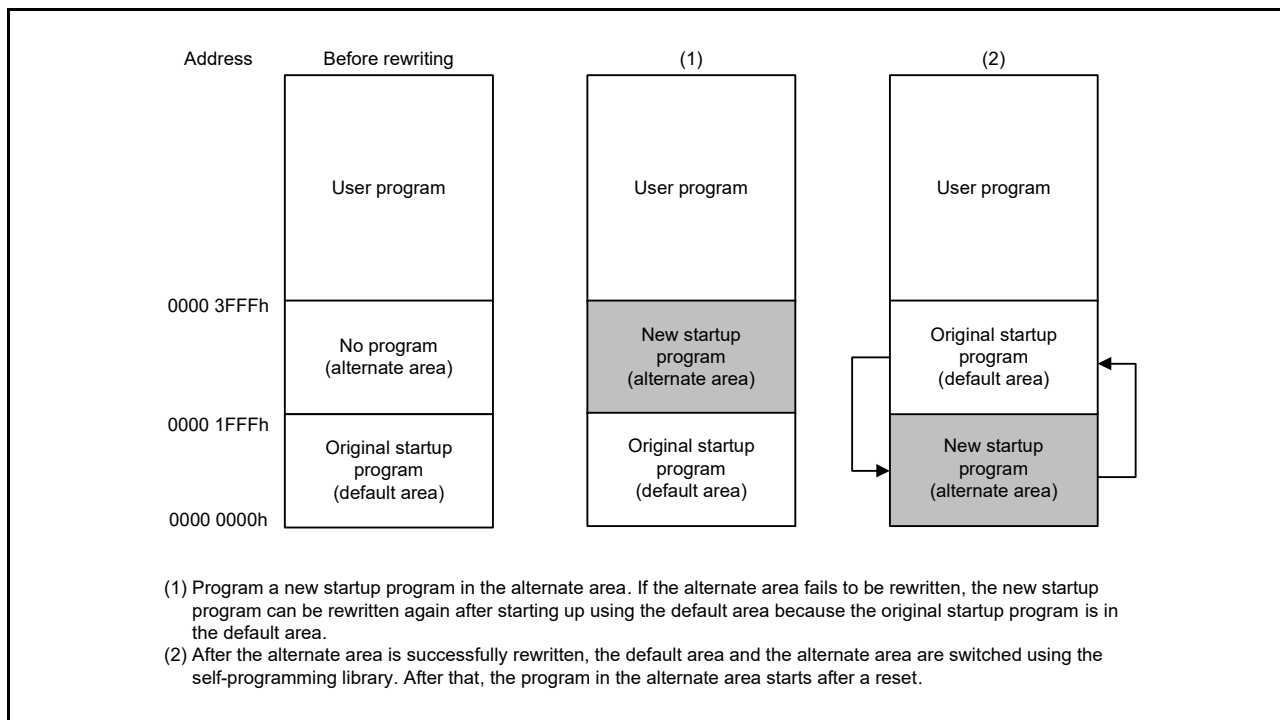 Address
Before rewriting
(1)
(2)
User program
User program
User program
0000 3FFFh
No program
(alternate area)
New startup
program
(alternate area)
Original startup
program
(default area)
0000 1FFFh
Original startup
program
(default area)
Original startup
program
(default area)
New startup
program
(alternate area)
0000 0000h
(1) Program a new startup program in the alternate area. If the alternate area fails to be rewritten, the new startup
program can be rewritten again after starting up using the default area because the original startup program is in
the default area.
(2) After the alternate area is successfully rewritten, the default area and the alternate area are switched using the
self-programming library. After that, the program in the alternate area starts after a reset.